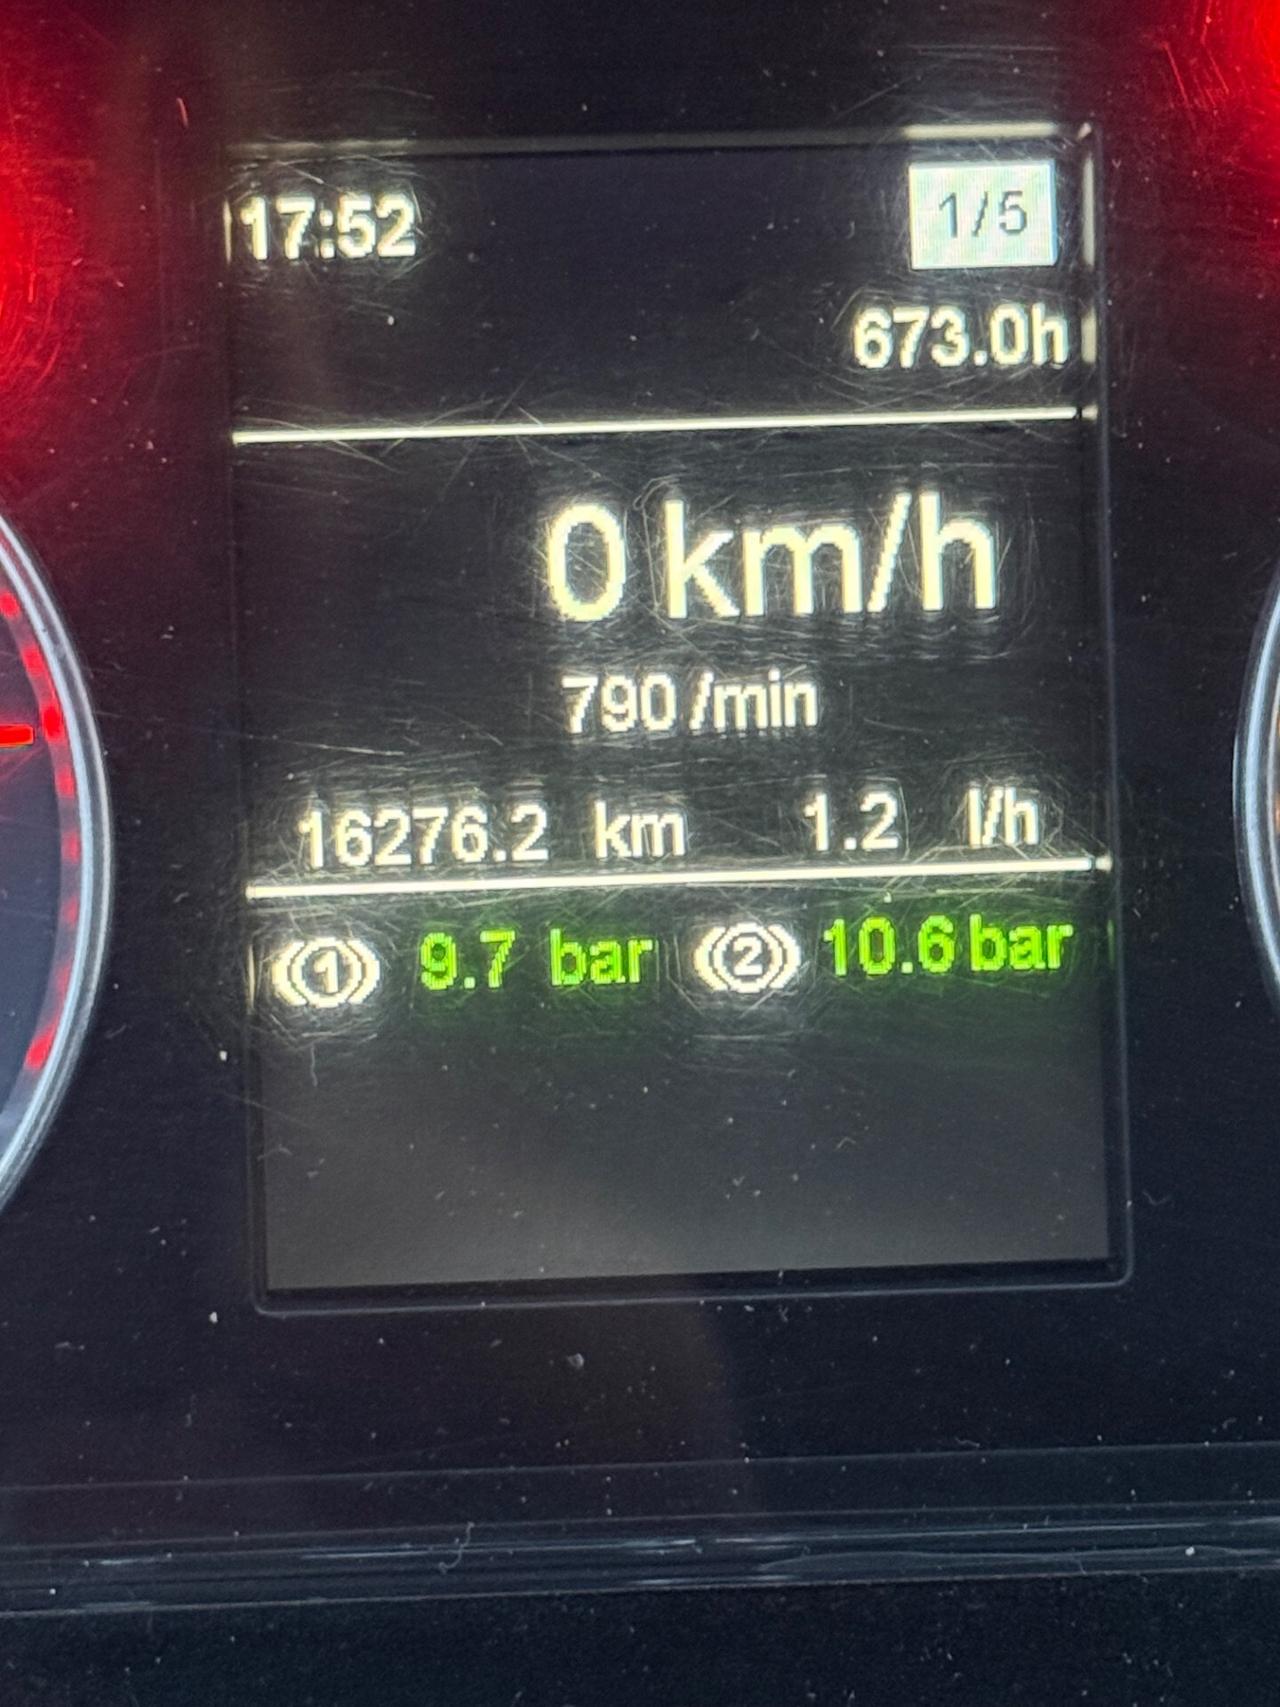 17:52 1/5
673.0h
0 km/h
790 /min
16276.2 km 1.2 l/h
1 9.7 bar 2 10.6 bar